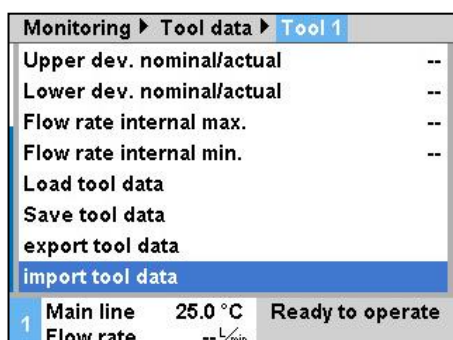 Monitoring ▶ Tool data ▶ Tool 1
Upper dev. nominal/actual --
Lower dev. nominal/actual --
Flow rate internal max. --
Flow rate internal min. --
Load tool data
Save tool data
export tool data
import tool data
1 Main line 25.0 °C Ready to operate
Flow rate -- L/min